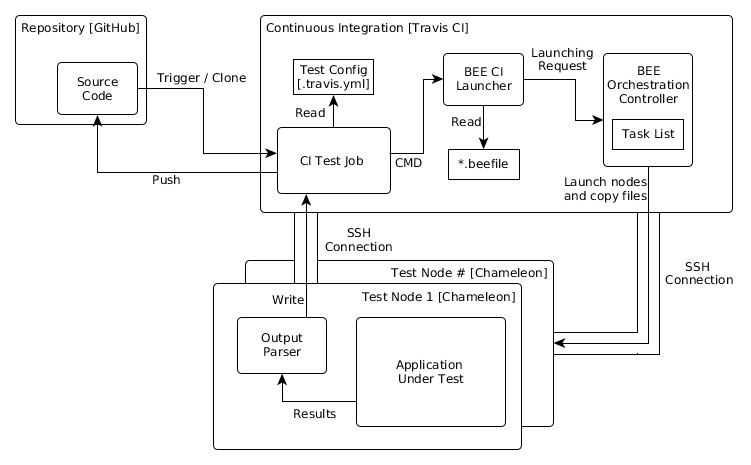 Repository [GitHub]
Source
Code
Trigger / Clone
Push
Continuous Integration [Travis CI]
Test Config
[.travis.yml]
Read
CI Test Job
CMD
BEE CI
Launcher
Read
*.beefile
Launching
Request
BEE
Orchestration
Controller
Task List
Launch nodes
and copy files
SSH
Connection
SSH
Connection
Test Node # [Chameleon]
Test Node 1 [Chameleon]
Write
Output
Parser
Application
Under Test
Results